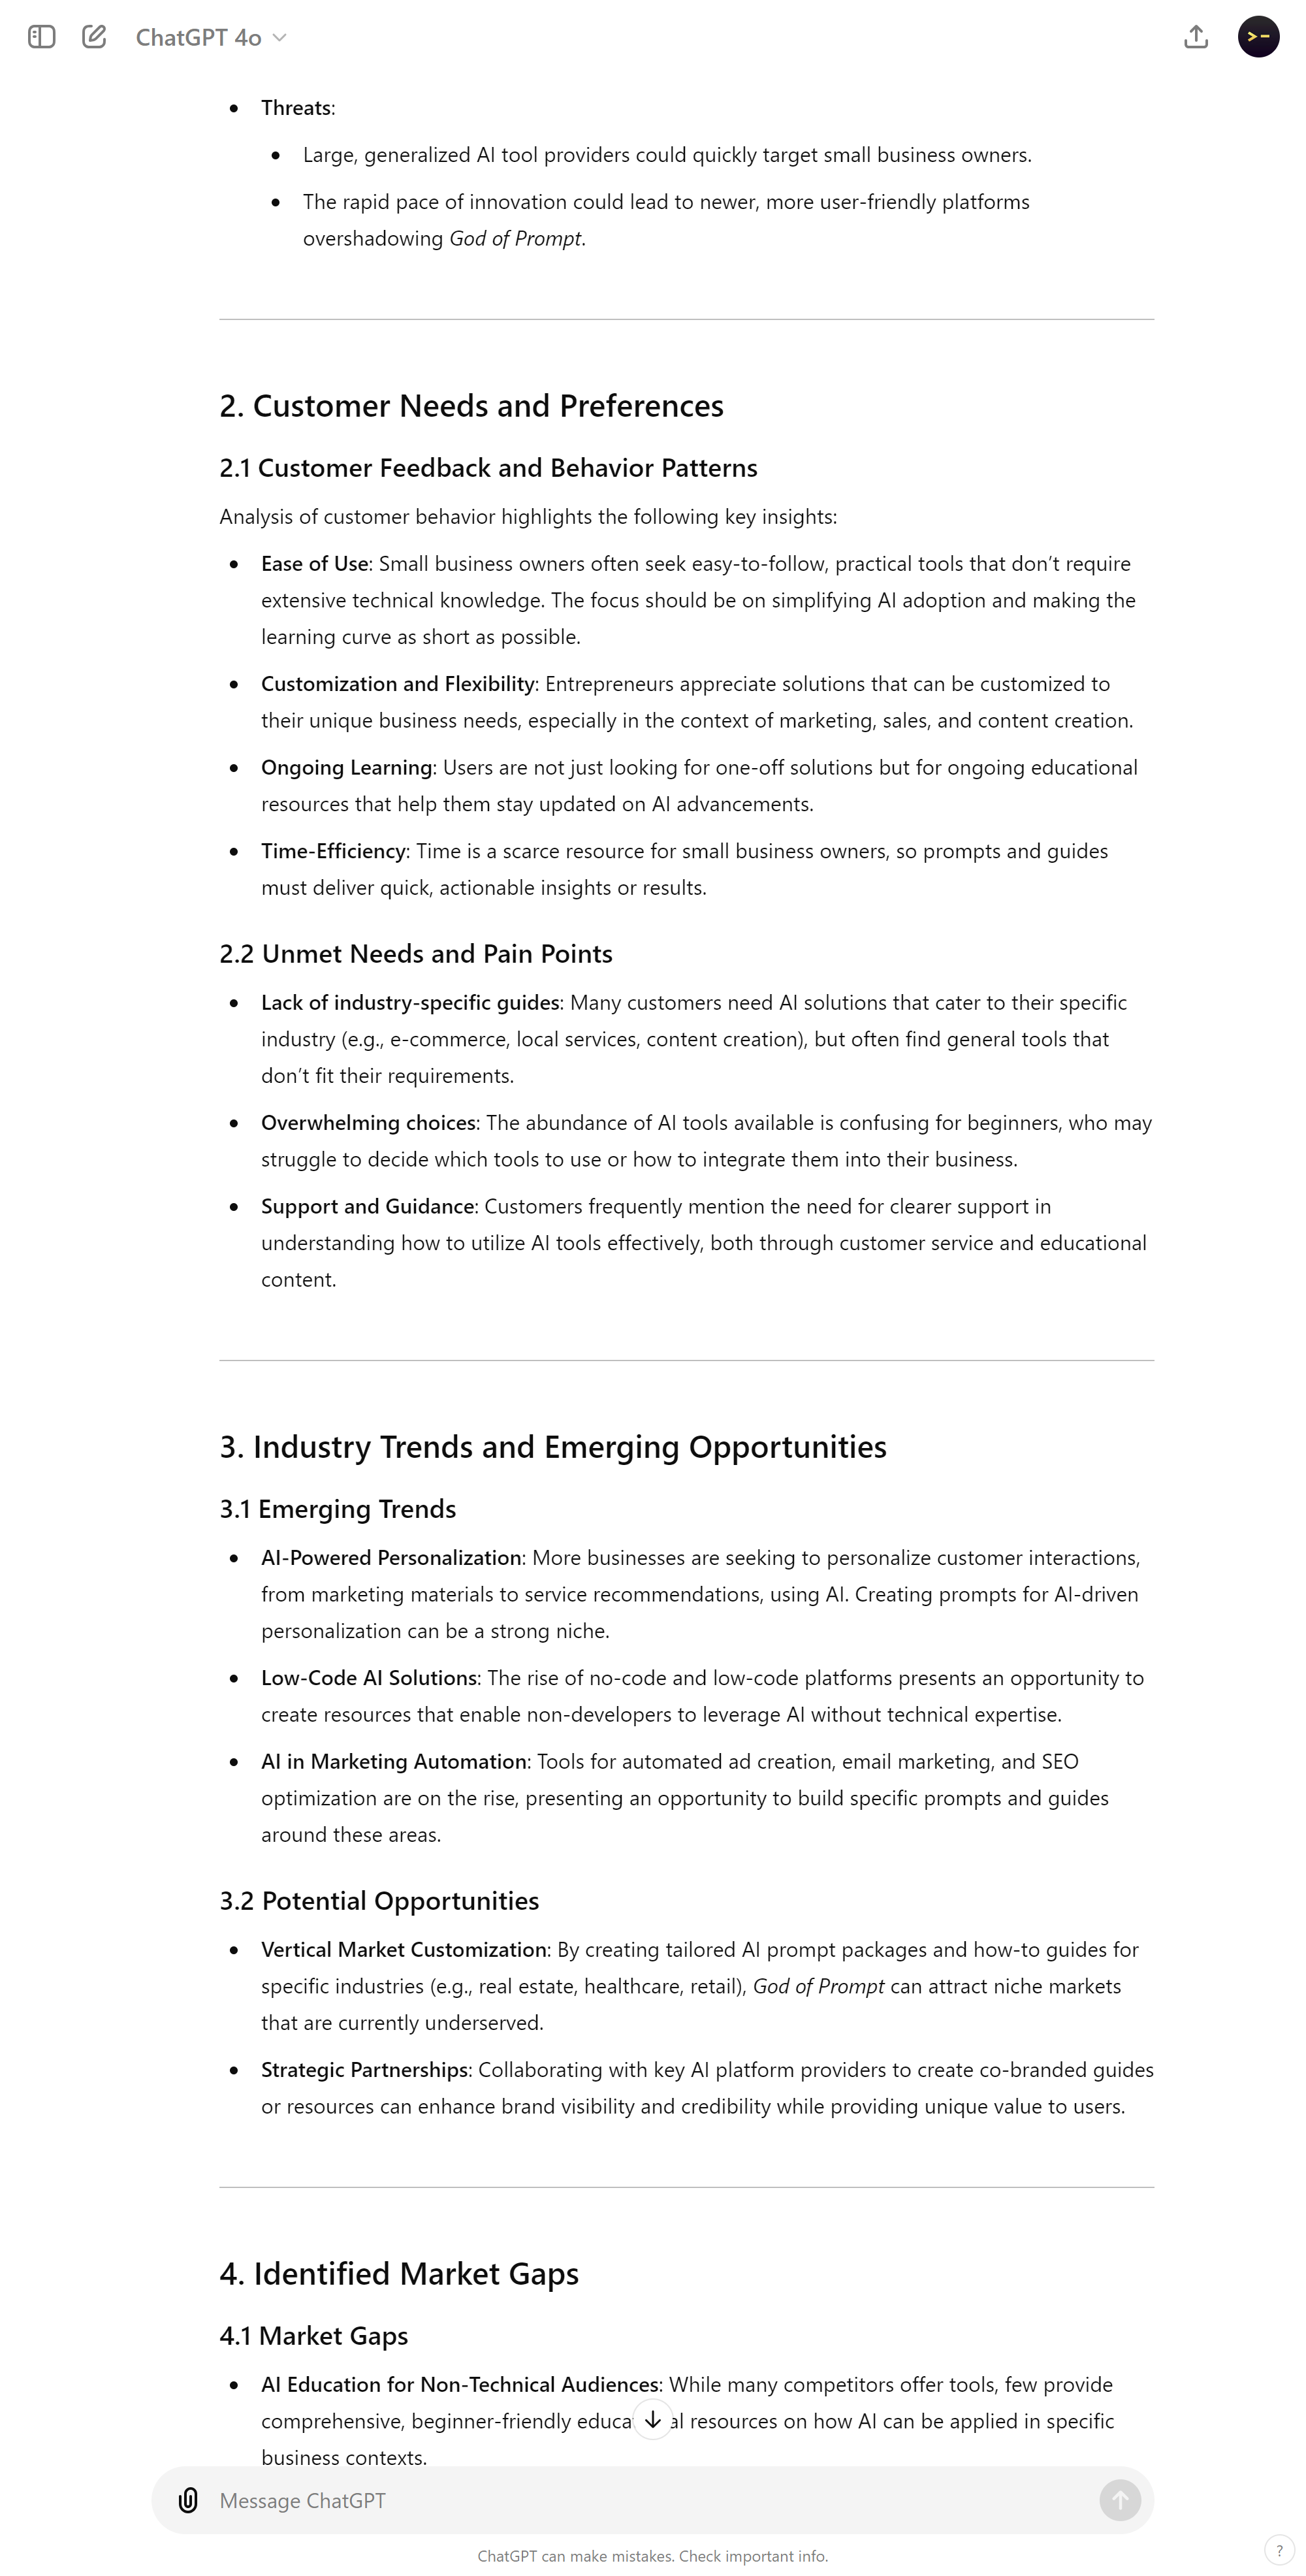 ChatGPT 4o
Threats:
Large, generalized AI tool providers could quickly target small business owners.
The rapid pace of innovation could lead to newer, more user-friendly platforms
overshadowing God of Prompt.
2. Customer Needs and Preferences
2.1 Customer Feedback and Behavior Patterns
Analysis of customer behavior highlights the following key insights:
Ease of Use: Small business owners often seek easy-to-follow, practical tools that don’t require
extensive technical knowledge. The focus should be on simplifying AI adoption and making the
learning curve as short as possible.
Customization and Flexibility: Entrepreneurs appreciate solutions that can be customized to
their unique business needs, especially in the context of marketing, sales, and content creation.
Ongoing Learning: Users are not just looking for one-off solutions but for ongoing educational
resources that help them stay updated on AI advancements.
Time-Efficiency: Time is a scarce resource for small business owners, so prompts and guides
must deliver quick, actionable insights or results.
2.2 Unmet Needs and Pain Points
Lack of industry-specific guides: Many customers need AI solutions that cater to their specific
industry (e.g., e-commerce, local services, content creation), but often find general tools that
don’t fit their requirements.
Overwhelming choices: The abundance of AI tools available is confusing for beginners, who may
struggle to decide which tools to use or how to integrate them into their business.
Support and Guidance: Customers frequently mention the need for clearer support in
understanding how to utilize AI tools effectively, both through customer service and educational
content.
3. Industry Trends and Emerging Opportunities
3.1 Emerging Trends
AI-Powered Personalization: More businesses are seeking to personalize customer interactions,
from marketing materials to service recommendations, using AI. Creating prompts for AI-driven
personalization can be a strong niche.
Low-Code AI Solutions: The rise of no-code and low-code platforms presents an opportunity to
create resources that enable non-developers to leverage AI without technical expertise.
AI in Marketing Automation: Tools for automated ad creation, email marketing, and SEO
optimization are on the rise, presenting an opportunity to build specific prompts and guides
around these areas.
3.2 Potential Opportunities
Vertical Market Customization: By creating tailored AI prompt packages and how-to guides for
specific industries (e.g., real estate, healthcare, retail), God of Prompt can attract niche markets
that are currently underserved.
Strategic Partnerships: Collaborating with key AI platform providers to create co-branded guides
or resources can enhance brand visibility and credibility while providing unique value to users.
4. Identified Market Gaps
4.1 Market Gaps
AI Education for Non-Technical Audiences: While many competitors offer tools, few provide
comprehensive, beginner-friendly resources on how AI can be applied in specific
business contexts.
Message ChatGPT
ChatGPT can make mistakes. Check important info.
?